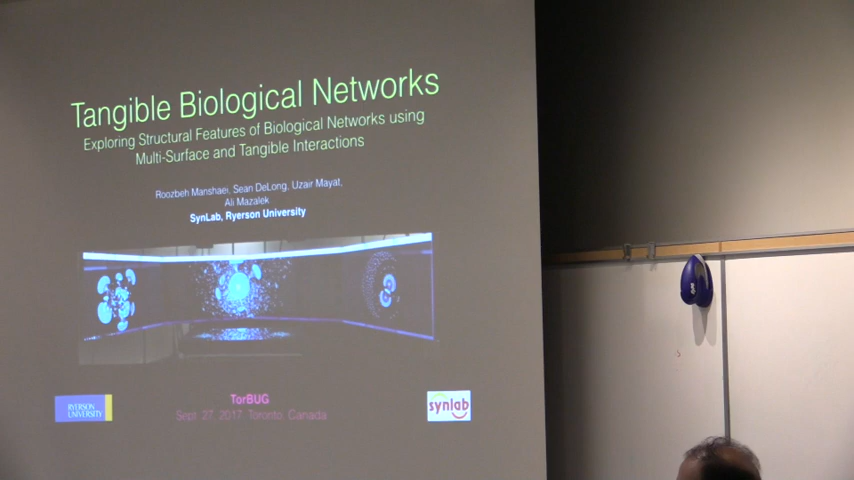 Tangible Biological Networks
Exploring Structural Features of Biological Networks using
Multi-Surface and Tangible Interactions
Roozbeh Manshaei, Sean DeLong, Uzair Mayat,
Ali Mazalek
SynLab, Ryerson University
RYERSON
UNIVERSITY
TorBUG
Sept. 27, 2017, Toronto, Canada
synlab